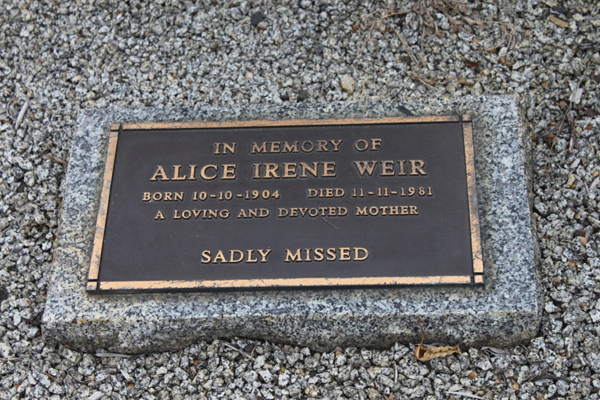 IN MEMORY OF
ALICE IRENE WEIR
BORN 10-10-1904 DIED 11-11-1981
A LOVING AND DEVOTED MOTHER
SADLY MISSED